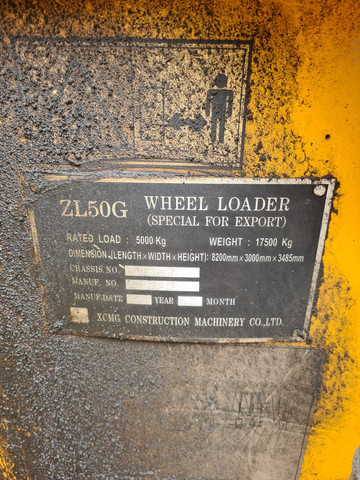 ZL50G WHEEL LOADER
(SPECIAL FOR EXPORT)
RATED LOAD : 5000 Kg WEIGHT : 17500 Kg
DIMENSION (LENGTH×WIDTH×HEIGHT): 8200mm×3000mm×3485mm
CHASSIS. NO.
MANUF. NO.
MANUF. DATE YEAR MONTH
XCMG CONSTRUCTION MACHINERY CO., LTD.